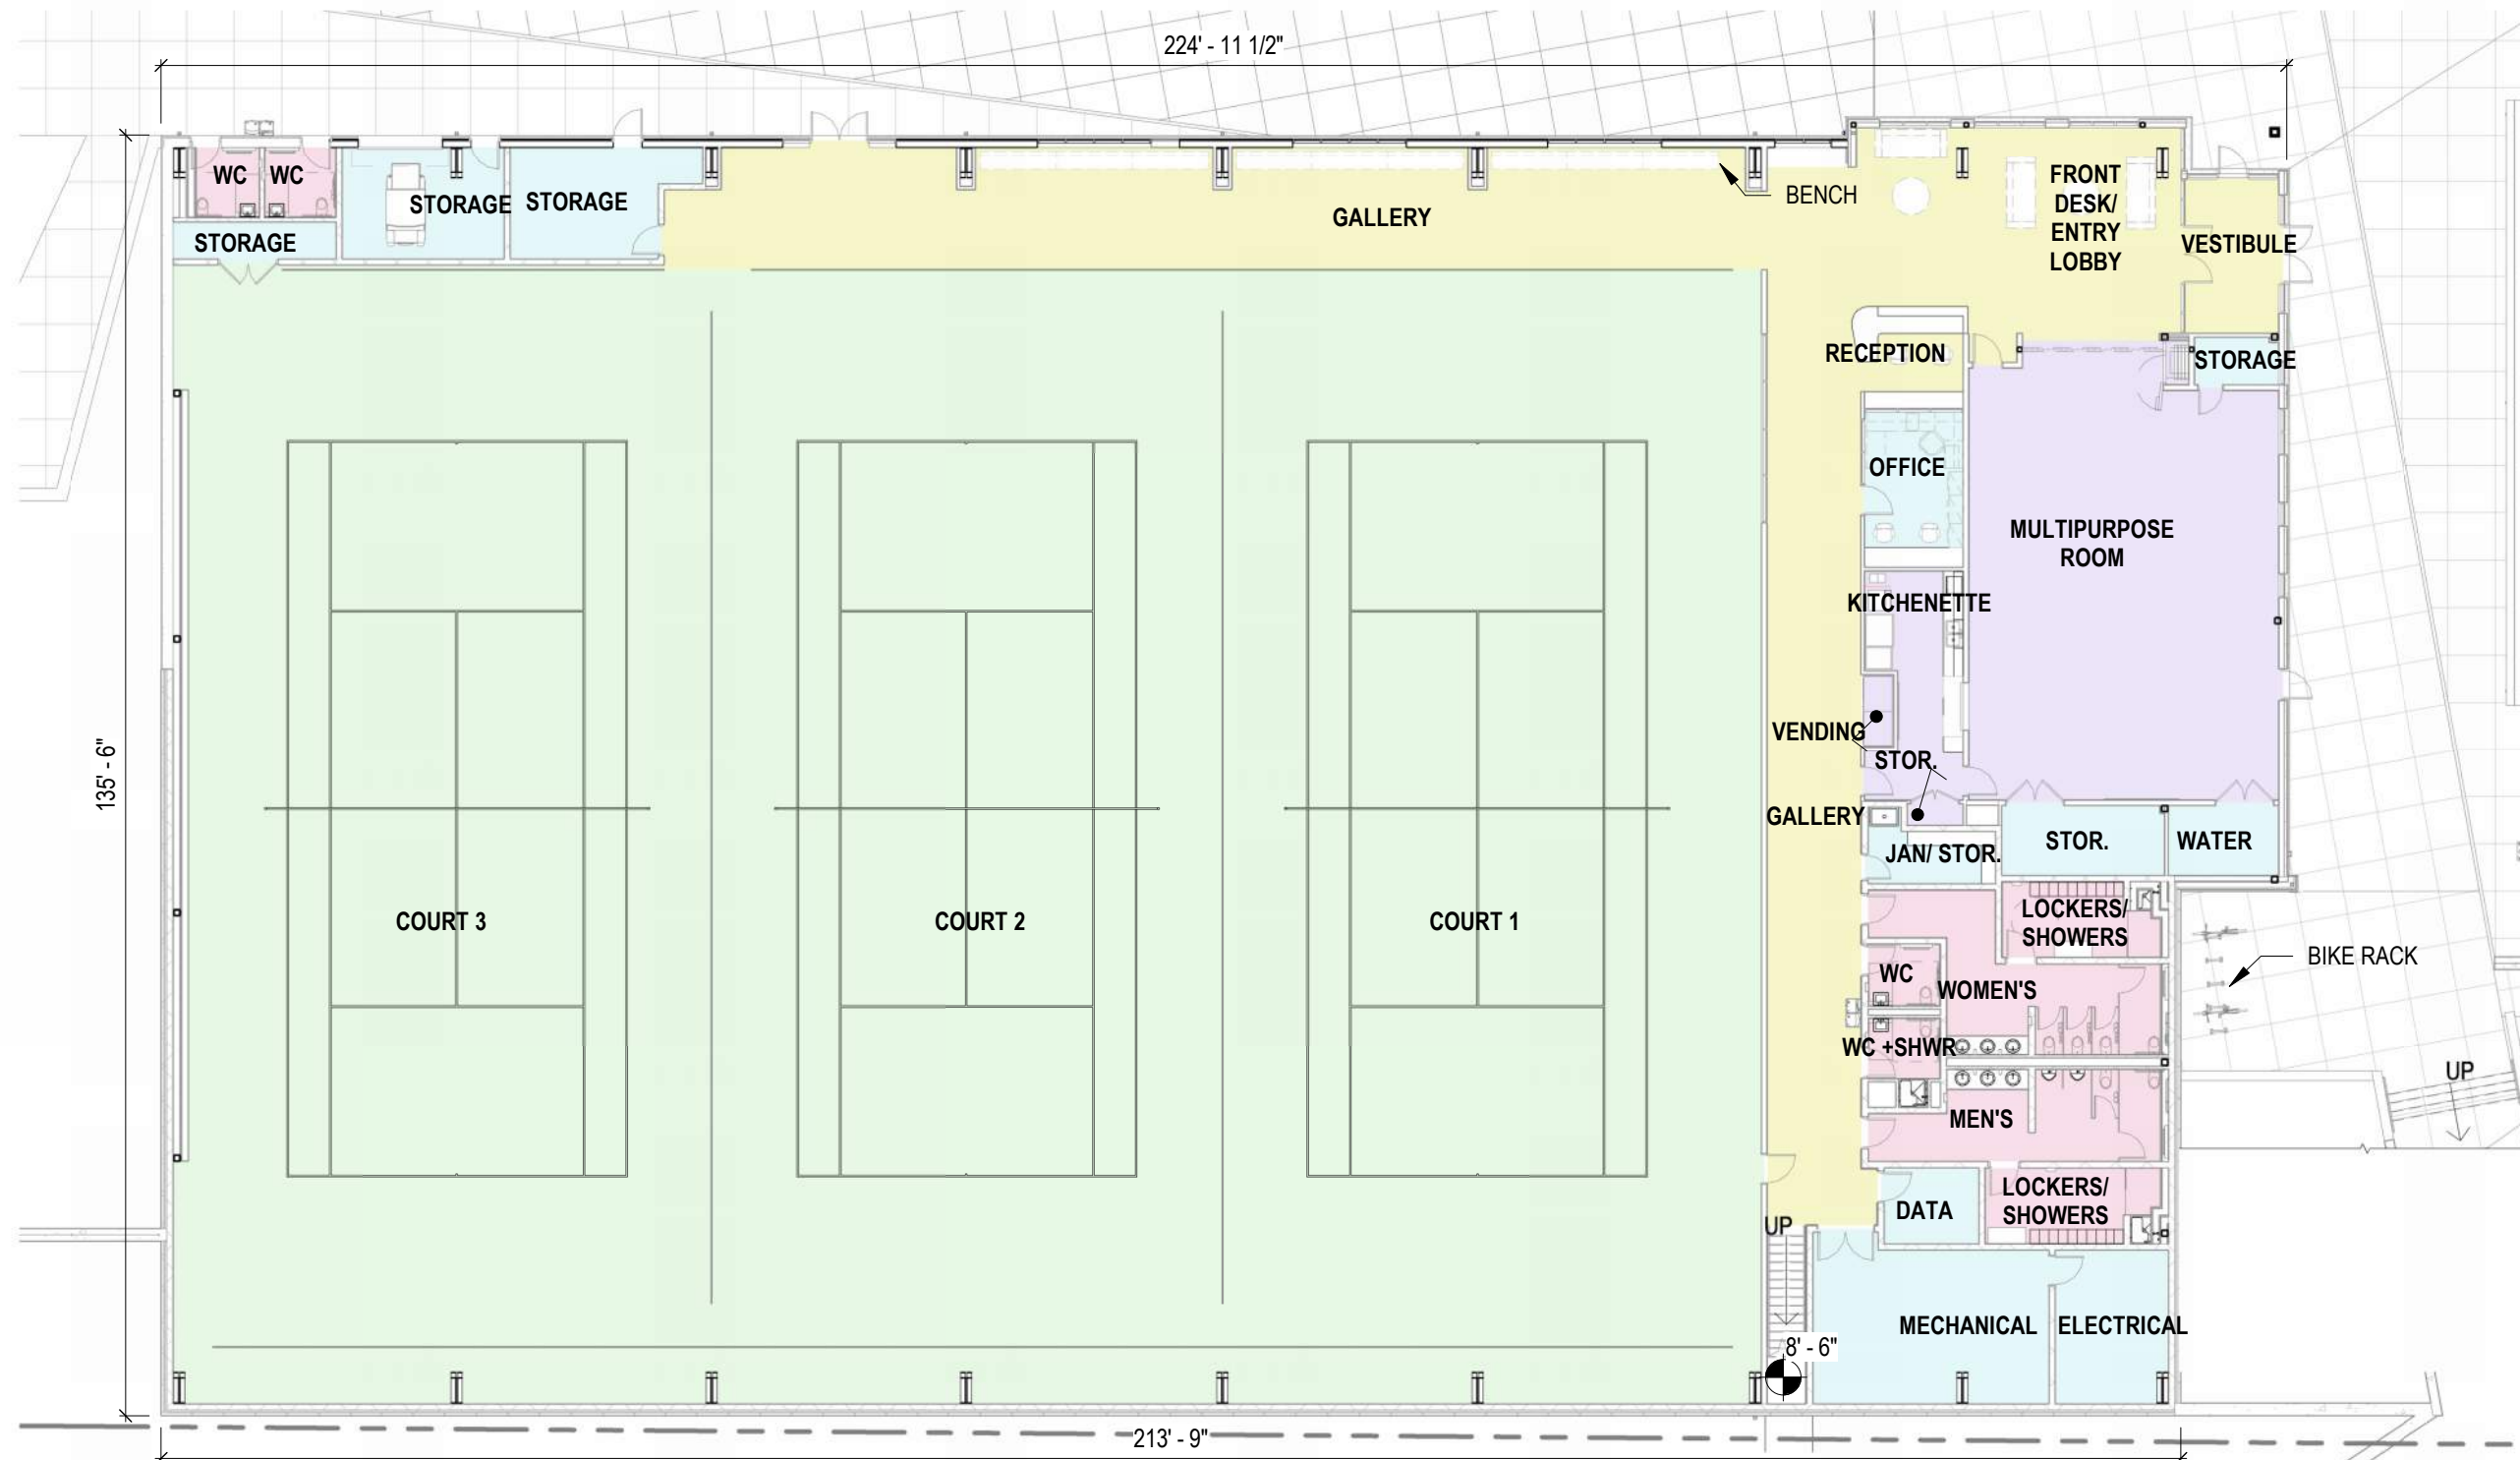 224' - 11 1/2"
WC
WC
STORAGE
STORAGE
STORAGE
GALLERY
BENCH
FRONT
DESK/
ENTRY
LOBBY
VESTIBULE
RECEPTION
STORAGE
OFFICE
MULTIPURPOSE
ROOM
KITCHENETTE
VENDING
STOR.
135' - 6"
GALLERY
JAN/ STOR.
STOR.
WATER
COURT 3
COURT 2
COURT 1
LOCKERS/
SHOWERS
BIKE RACK
WC
WOMEN'S
WC +SHWR
UP
MEN'S
LOCKERS/
SHOWERS
DATA
UP
MECHANICAL
ELECTRICAL
8' - 6"
213' - 9"